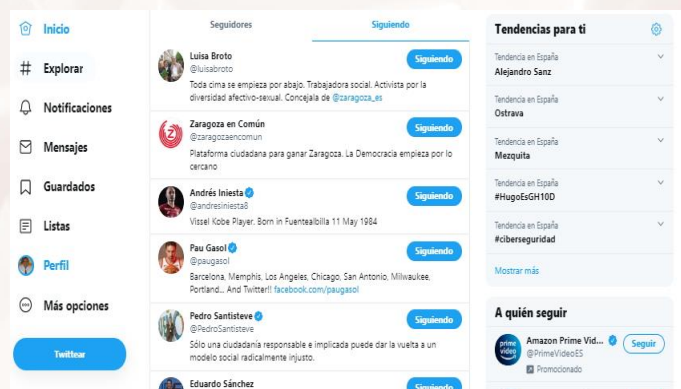 Inicio
Explorar
Notificaciones
Mensajes
Guardados
Listas
Perfil
Más opciones
Twittear
Seguidores
Siguiendo
Luisa Broto
@luisabroto
Siguiendo
Toda cima se empieza por abajo. Trabajadora social. Activista por la
diversidad afectivo-sexual. Concejala de @zaragoza_es
Zaragoza en Común
@zaragozaencomun
Siguiendo
Plataforma ciudadana para ganar Zaragoza. La Democracia empieza por lo
cercano
Andrés Iniesta
@andresiniesta8
Siguiendo
Vissel Kobe Player. Born in Fuentealbilla 11 May 1984
Pau Gasol
@paugasol
Siguiendo
Barcelona, Memphis, Los Angeles, Chicago, San Antonio, Milwaukee,
Portland... And Twitter!! facebook.com/paugasol
Pedro Santisteve
@PedroSantisteve
Siguiendo
Sólo una ciudadanía responsable e implicada puede dar la vuelta a un
modelo social radicalmente injusto.
Eduardo Sánchez
Siguiendo
Tendencias para ti
Tendencia en España
Alejandro Sanz
Tendencia en España
Ostrava
Tendencia en España
Mezquita
Tendencia en España
#HugoEsGH10D
Tendencia en España
#ciberseguridad
Mostrar más
A quién seguir
prime
video
Amazon Prime Vid...
@PrimeVideoES
Seguir
Promocionado